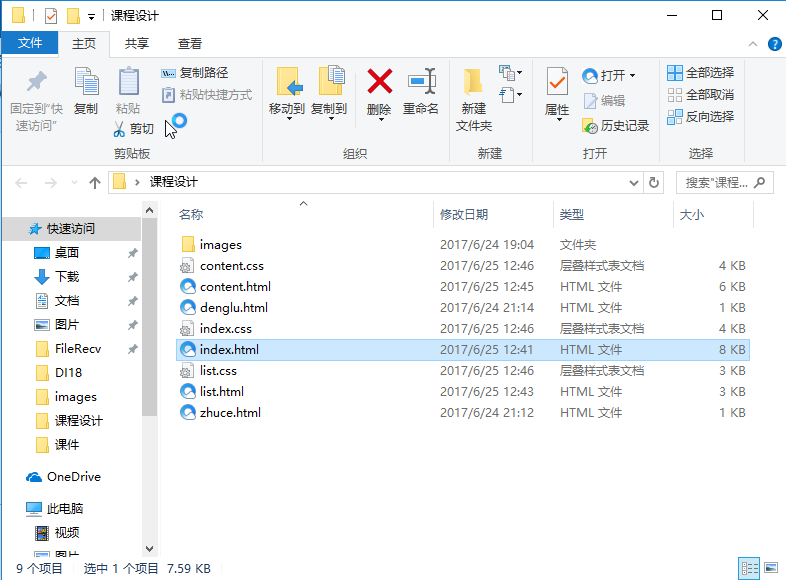 课程设计
文件 主页 共享 查看
固定到"快速访问"
复制
粘贴
复制路径
粘贴快捷方式
剪切
剪贴板
移动到 复制到 删除 重命名
组织
新建文件夹
新建
属性
打开
编辑
历史记录
打开
全部选择
全部取消
反向选择
选择
课程设计
搜索"课程...
快速访问
桌面
下载
文档
图片
FileRecv
DI18
images
课程设计
课件
OneDrive
此电脑
视频
图片
名称 修改日期 类型 大小
images 2017/6/24 19:04 文件夹
content.css 2017/6/25 12:46 层叠样式表文档 4 KB
content.html 2017/6/25 12:45 HTML 文件 6 KB
denglu.html 2017/6/24 21:14 HTML 文件 1 KB
index.css 2017/6/25 12:46 层叠样式表文档 4 KB
index.html 2017/6/25 12:41 HTML 文件 8 KB
list.css 2017/6/25 12:46 层叠样式表文档 3 KB
list.html 2017/6/25 12:43 HTML 文件 3 KB
zhuce.html 2017/6/24 21:12 HTML 文件 1 KB
9 个项目 选中 1 个项目 7.59 KB